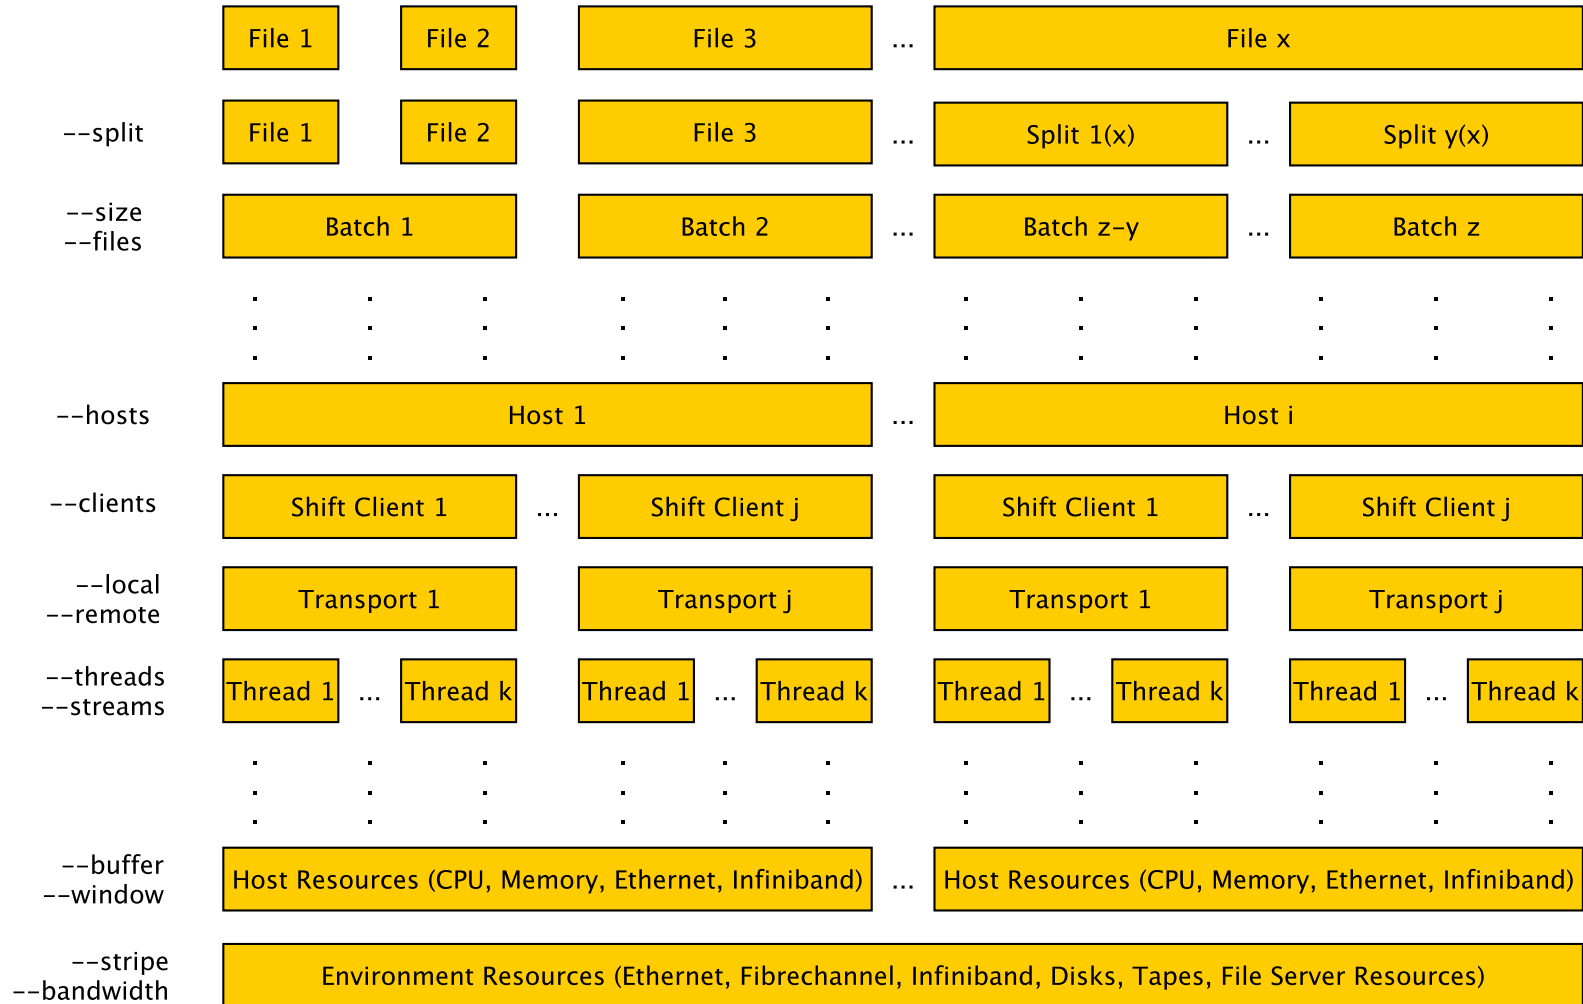 File 1 File 2 File 3 ... File x
--split File 1 File 2 File 3 ... Split 1(x) ... Split y(x)
--size
--files
Batch 1 Batch 2 ... Batch z-y ... Batch z
--hosts Host 1 ... Host i
--clients Shift Client 1 ... Shift Client j Shift Client 1 ... Shift Client j
--local
--remote
Transport 1 Transport j Transport 1 Transport j
--threads
--streams
Thread 1 ... Thread k Thread 1 ... Thread k Thread 1 ... Thread k Thread 1 ... Thread k
--buffer
--window
Host Resources (CPU, Memory, Ethernet, Infiniband) ... Host Resources (CPU, Memory, Ethernet, Infiniband)
--stripe
--bandwidth
Environment Resources (Ethernet, Fibrechannel, Infiniband, Disks, Tapes, File Server Resources)